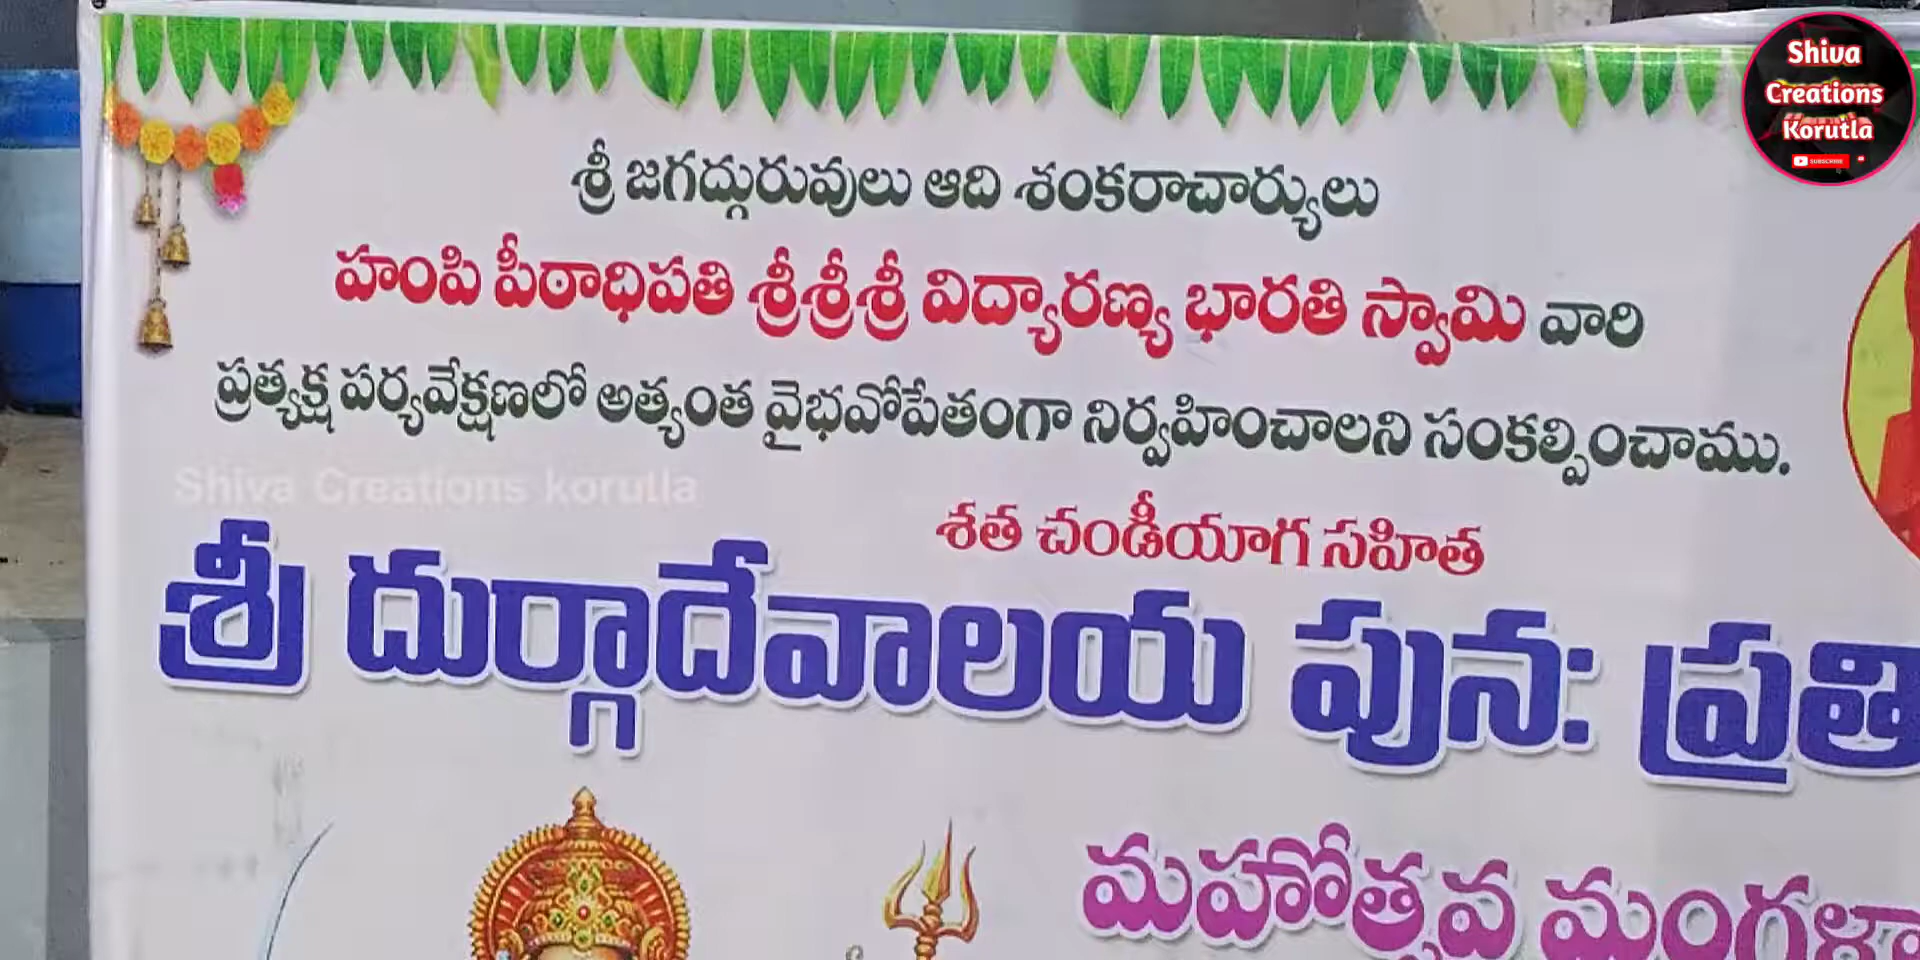 Shiva
Creations
Korutla
SUBSCRIBE
శ్రీ జగద్గురువులు ఆది శంకరాచార్యులు
హంపి పీఠాధిపతి శ్రీశ్రీశ్రీ విద్యారణ్య భారతి స్వామి వారి
ప్రత్యక్ష పర్యవేక్షణలో అత్యంత వైభవోపేతంగా నిర్వహించాలని సంకల్పించాము.
Shiva Creations korutla
శత చండీయాగ సహిత
శ్రీ దుర్గాదేవాలయ పున: ప్రతి
మహోత్సవ మంగళా